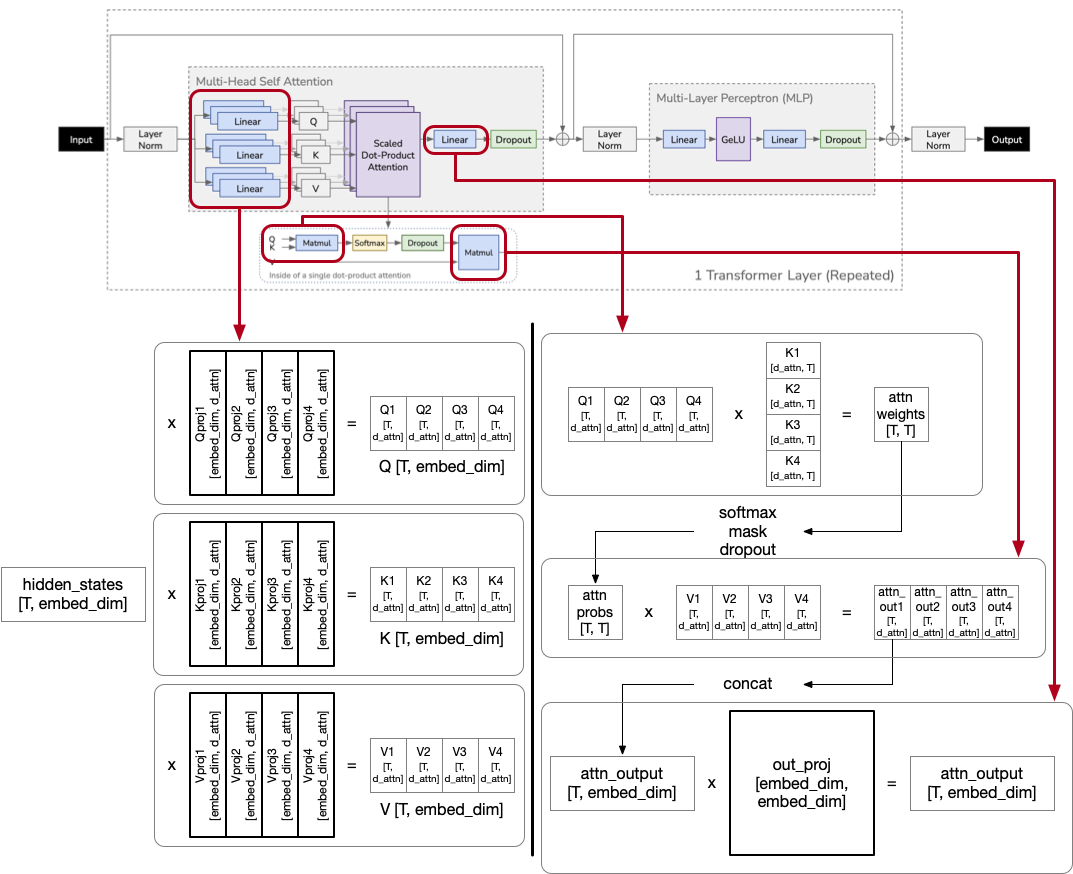 Multi-Head Self Attention
Multi-Layer Perceptron (MLP)
Input
Layer
Norm
Linear
Linear
Linear
Q
K
V
Scaled
Dot-Product
Attention
Linear
Dropout
Layer
Norm
Linear
GeLU
Linear
Dropout
Layer
Norm
Output
Q
K
Matmul
Softmax
Dropout
Matmul
Inside of a single dot-product attention
1 Transformer Layer (Repeated)
hidden_states
[T, embed_dim]
x
Qproj1
[embed_dim, d_attn]
Qproj2
[embed_dim, d_attn]
Qproj3
[embed_dim, d_attn]
Qproj4
[embed_dim, d_attn]
=
Q1
[T,
d_attn]
Q2
[T,
d_attn]
Q3
[T,
d_attn]
Q4
[T,
d_attn]
Q [T, embed_dim]
x
Kproj1
[embed_dim, d_attn]
Kproj2
[embed_dim, d_attn]
Kproj3
[embed_dim, d_attn]
Kproj4
[embed_dim, d_attn]
=
K1
[T,
d_attn]
K2
[T,
d_attn]
K3
[T,
d_attn]
K4
[T,
d_attn]
K [T, embed_dim]
x
Vproj1
[embed_dim, d_attn]
Vproj2
[embed_dim, d_attn]
Vproj3
[embed_dim, d_attn]
Vproj4
[embed_dim, d_attn]
=
V1
[T,
d_attn]
V2
[T,
d_attn]
V3
[T,
d_attn]
V4
[T,
d_attn]
V [T, embed_dim]
Q1
[T,
d_attn]
Q2
[T,
d_attn]
Q3
[T,
d_attn]
Q4
[T,
d_attn]
x
K1
[d_attn, T]
K2
[d_attn, T]
K3
[d_attn, T]
K4
[d_attn, T]
=
attn
weights
[T, T]
softmax
mask
dropout
attn
probs
[T, T]
x
V1
[T,
d_attn]
V2
[T,
d_attn]
V3
[T,
d_attn]
V4
[T,
d_attn]
=
attn_
out1
[T,
d_attn]
attn_
out2
[T,
d_attn]
attn_
out3
[T,
d_attn]
attn_
out4
[T,
d_attn]
concat
attn_output
[T, embed_dim]
x
out_proj
[embed_dim,
embed_dim]
=
attn_output
[T, embed_dim]